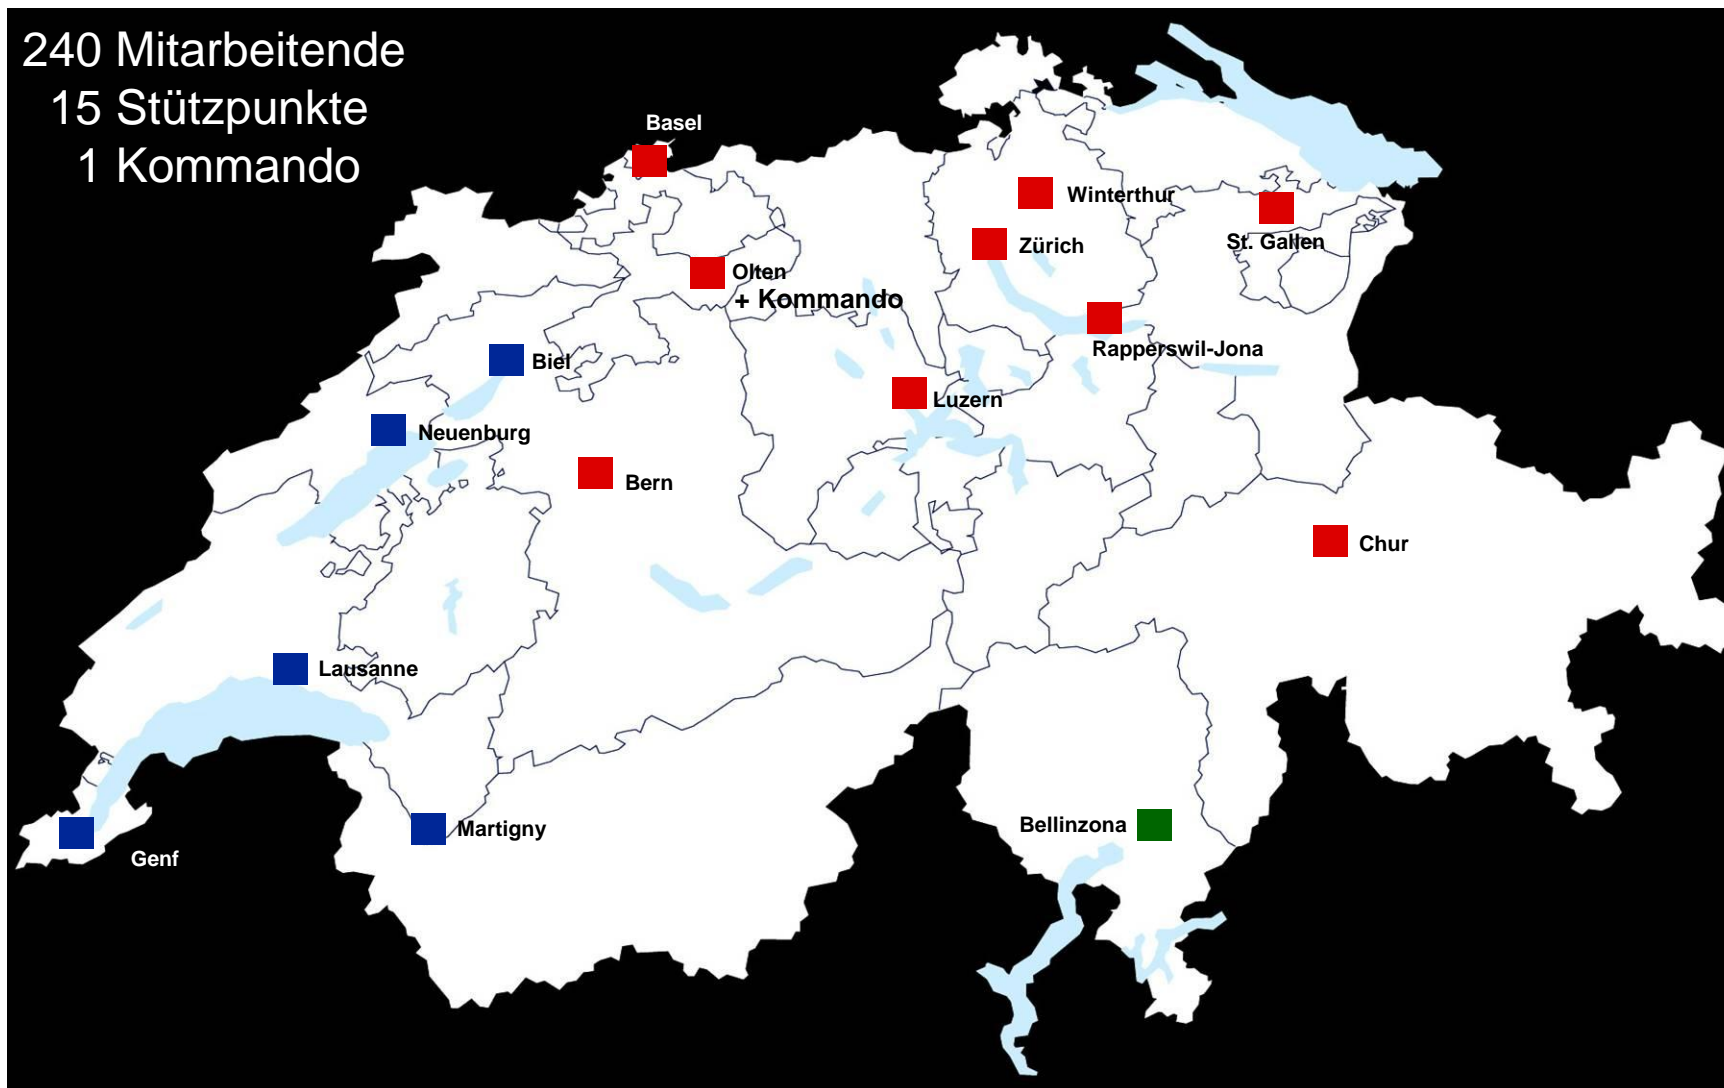 240 Mitarbeitende
15 Stützpunkte
1 Kommando
Basel
Winterthur
Zürich
St. Gallen
Olten
+ Kommando
Rapperswil-Jona
Biel
Luzern
Neuenburg
Bern
Chur
Lausanne
Bellinzona
Martigny
Genf